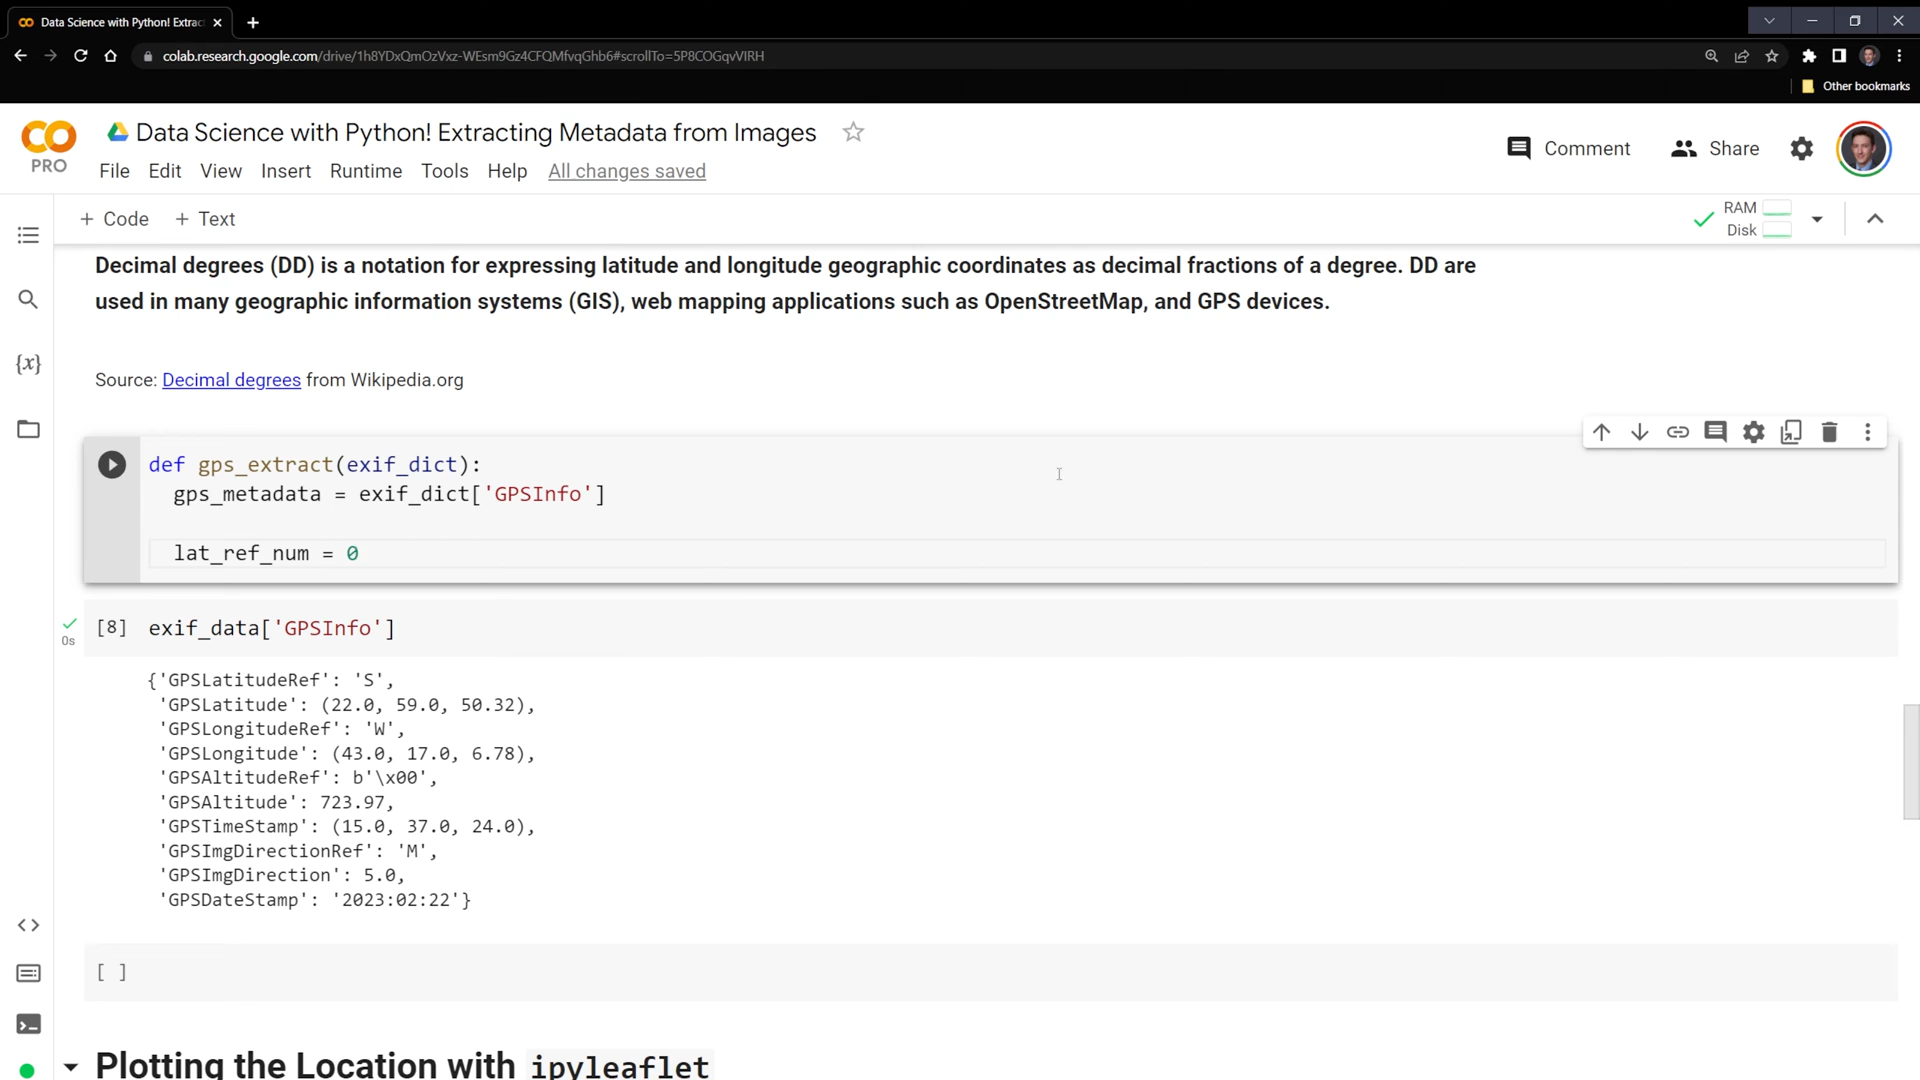 Data Science with Python! Extrac
colab.research.google.com/drive/1h8YDxQmOzVxz-WEsm9Gz4CFQMfvqGhb6#scrollTo=5P8COGqvVIRH
Other bookmarks
PRO
Data Science with Python! Extracting Metadata from Images
File Edit View Insert Runtime Tools Help All changes saved
Comment
Share
+ Code + Text
RAM
Disk
Decimal degrees (DD) is a notation for expressing latitude and longitude geographic coordinates as decimal fractions of a degree. DD are
used in many geographic information systems (GIS), web mapping applications such as OpenStreetMap, and GPS devices.
Source: Decimal degrees from Wikipedia.org
{x}
def gps_extract(exif_dict):
gps_metadata = exif_dict['GPSInfo']
lat_ref_num = 0
[8] exif_data['GPSInfo']
0s
{'GPSLatitudeRef': 'S',
'GPSLatitude': (22.0, 59.0, 50.32),
'GPSLongitudeRef': 'W',
'GPSLongitude': (43.0, 17.0, 6.78),
'GPSAltitudeRef': b'\x00',
'GPSAltitude': 723.97,
'GPSTimeStamp': (15.0, 37.0, 24.0),
'GPSImgDirectionRef': 'M',
'GPSImgDirection': 5.0,
'GPSDateStamp': '2023:02:22'}
[ ]
Plotting the Location with ipyleaflet